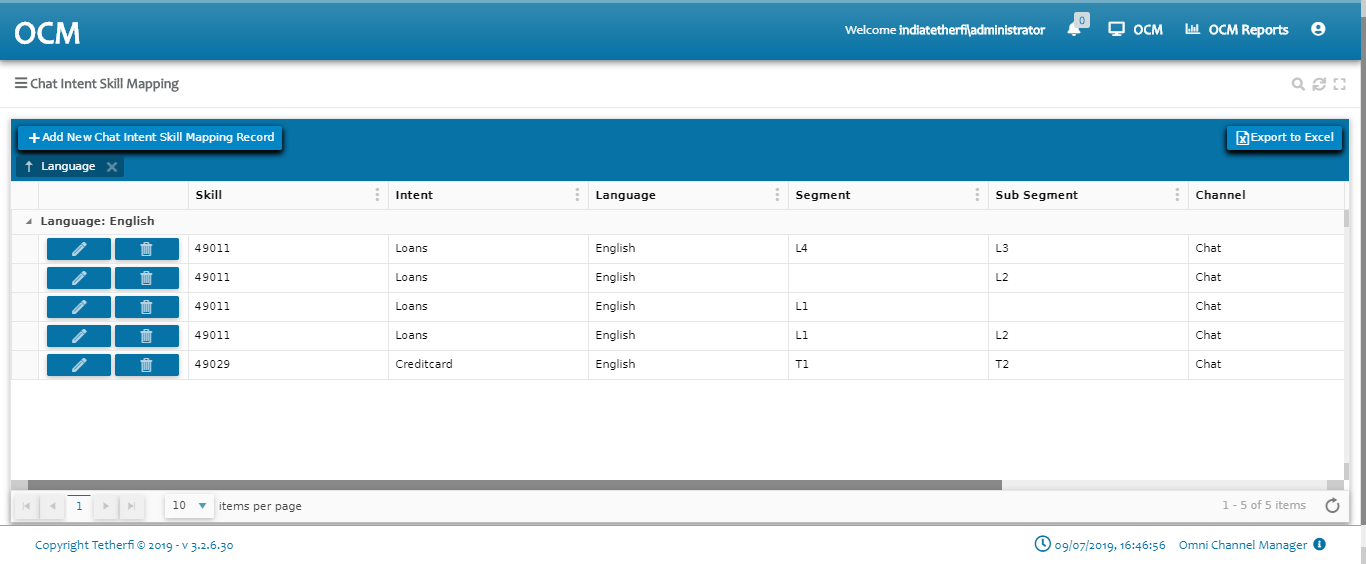 OCM
Welcome indiatetherfi\administrator 0 OCM OCM Reports
Chat Intent Skill Mapping
Add New Chat Intent Skill Mapping Record Export to Excel
Language
Skill Intent Language Segment Sub Segment Channel
Language: English
49011 Loans English L4 L3 Chat
49011 Loans English L2 Chat
49011 Loans English L1 Chat
49011 Loans English L1 L2 Chat
49029 Creditcard English T1 T2 Chat
1 10 items per page 1 - 5 of 5 items
Copyright Tetherfi © 2019 - v 3.2.6.30 09/07/2019, 16:46:56 Omni Channel Manager